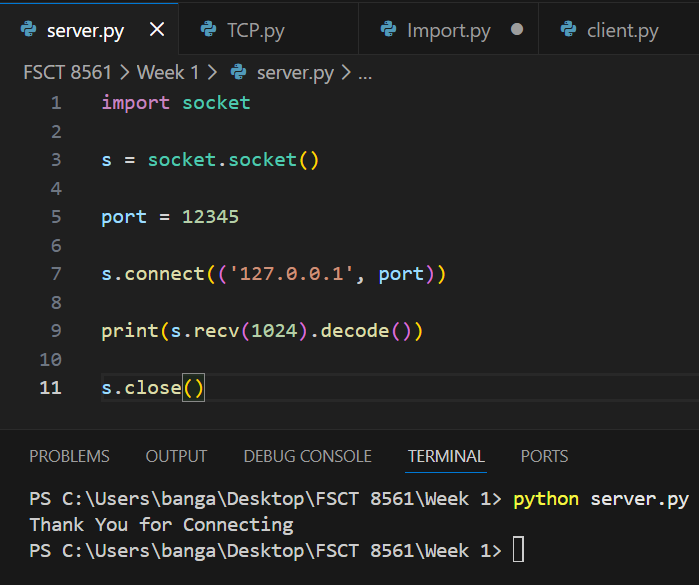 server.py TCP.py Import.py client.py
FSCT 8561 > Week 1 > server.py > ...
1 import socket
2
3 s = socket.socket()
4
5 port = 12345
6
7 s.connect(('127.0.0.1', port))
8
9 print(s.recv(1024).decode())
10
11 s.close()
PROBLEMS OUTPUT DEBUG CONSOLE TERMINAL PORTS
PS C:\Users\banga\Desktop\FSCT 8561\Week 1> python server.py
Thank You for Connecting
PS C:\Users\banga\Desktop\FSCT 8561\Week 1>